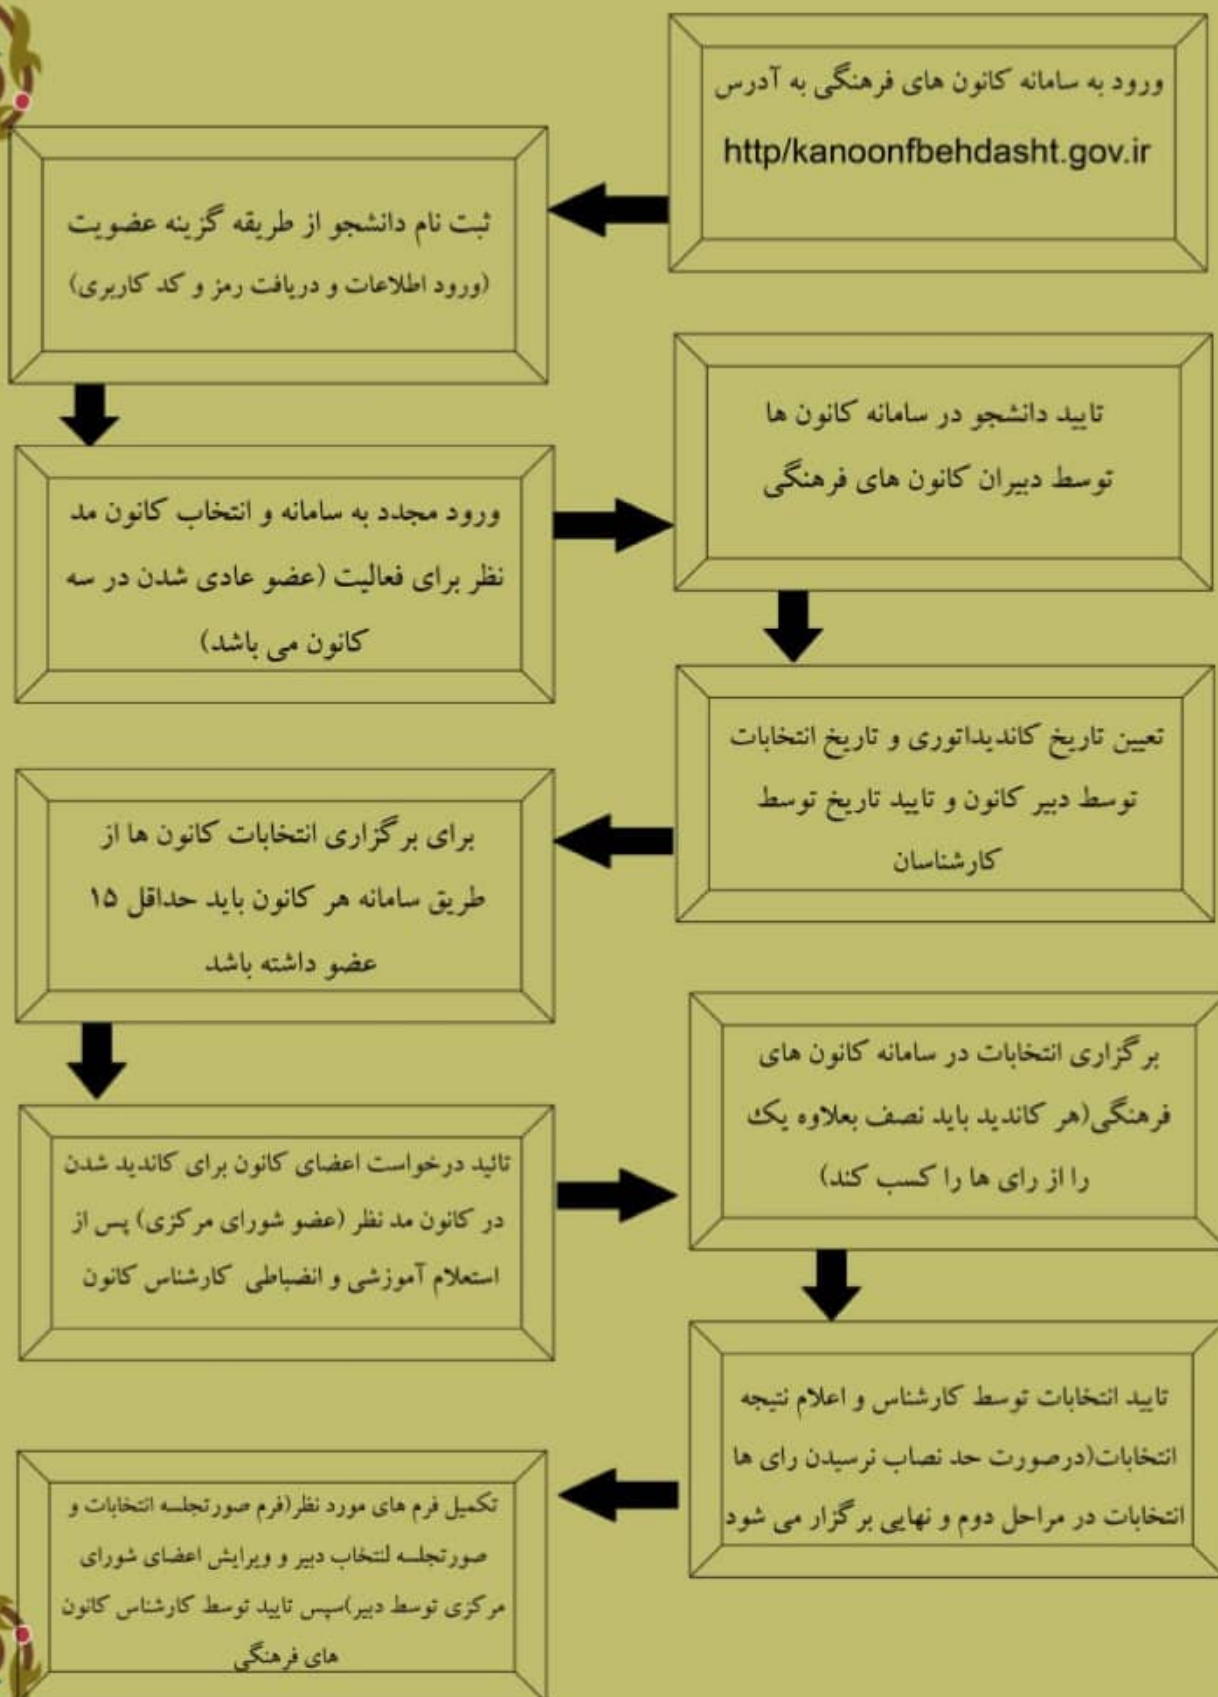 ورود به سامانه کانون های فرهنگی به آدرس
http/kanoonfbehdasht.gov.ir
ثبت نام دانشجو از طریقه گزینه عضویت
(ورود اطلاعات و دریافت رمز و کد کاربری)
ورود مجدد به سامانه و انتخاب کانون مد
نظر برای فعالیت (عضو عادی شدن در سه
کانون می باشد)
تایید دانشجو در سامانه کانون ها
توسط دبیران کانون های فرهنگی
تعیین تاریخ کاندیداتوری و تاریخ انتخابات
توسط دبیر کانون و تایید تاریخ توسط
کارشناسان
برای برگزاری انتخابات کانون ها از
طریق سامانه هر کانون باید حداقل ۱۵
عضو داشته باشد
تائید درخواست اعضای کانون برای کاندید شدن
در کانون مد نظر (عضو شورای مرکزی) پس از
استعلام آموزشی و انضباطی کارشناس کانون
برگزاری انتخابات در سامانه کانون های
فرهنگی(هر کاندید باید نصف بعلاوه یک
را از رای ها را کسب کند)
تایید انتخابات توسط کارشناس و اعلام نتیجه
انتخابات(درصورت حد نصاب نرسیدن رای ها
انتخابات در مراحل دوم و نهایی برگزار می شود
تکمیل فرم های مورد نظر(فرم صورتجلسه انتخابات و
صورتجلسه لنتخاب دبیر و ویرایش اعضای شورای
مرکزی توسط دبیر)سپس تایید توسط کارشناس کانون
های فرهنگی